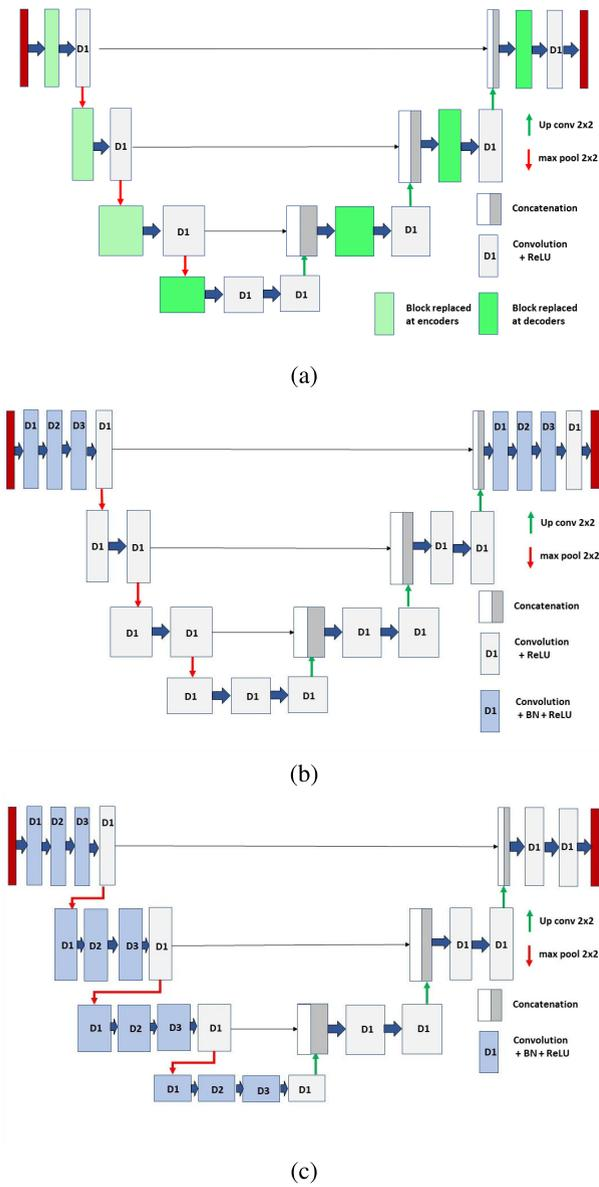 D1
D1
Up conv 2x2
D1
D1
max pool 2x2
Concatenation
D1
D1
D1
Convolution
+ ReLU
D1
D1
Block replaced
at encoders
Block replaced
at decoders
(a)
D1 D2 D3 D1
D1 D2 D3 D1
Up conv 2x2
D1 D1
D1 D1
max pool 2x2
Concatenation
D1 D1
D1 D1
D1
Convolution
+ ReLU
D1 D1 D1
D1
Convolution
+ BN + ReLU
(b)
D1 D2 D3 D1
D1 D1
Up conv 2x2
D1 D2 D3 D1
D1 D1
max pool 2x2
Concatenation
D1 D2 D3 D1
D1 D1
D1
Convolution
+ BN + ReLU
D1 D2 D3 D1
(c)